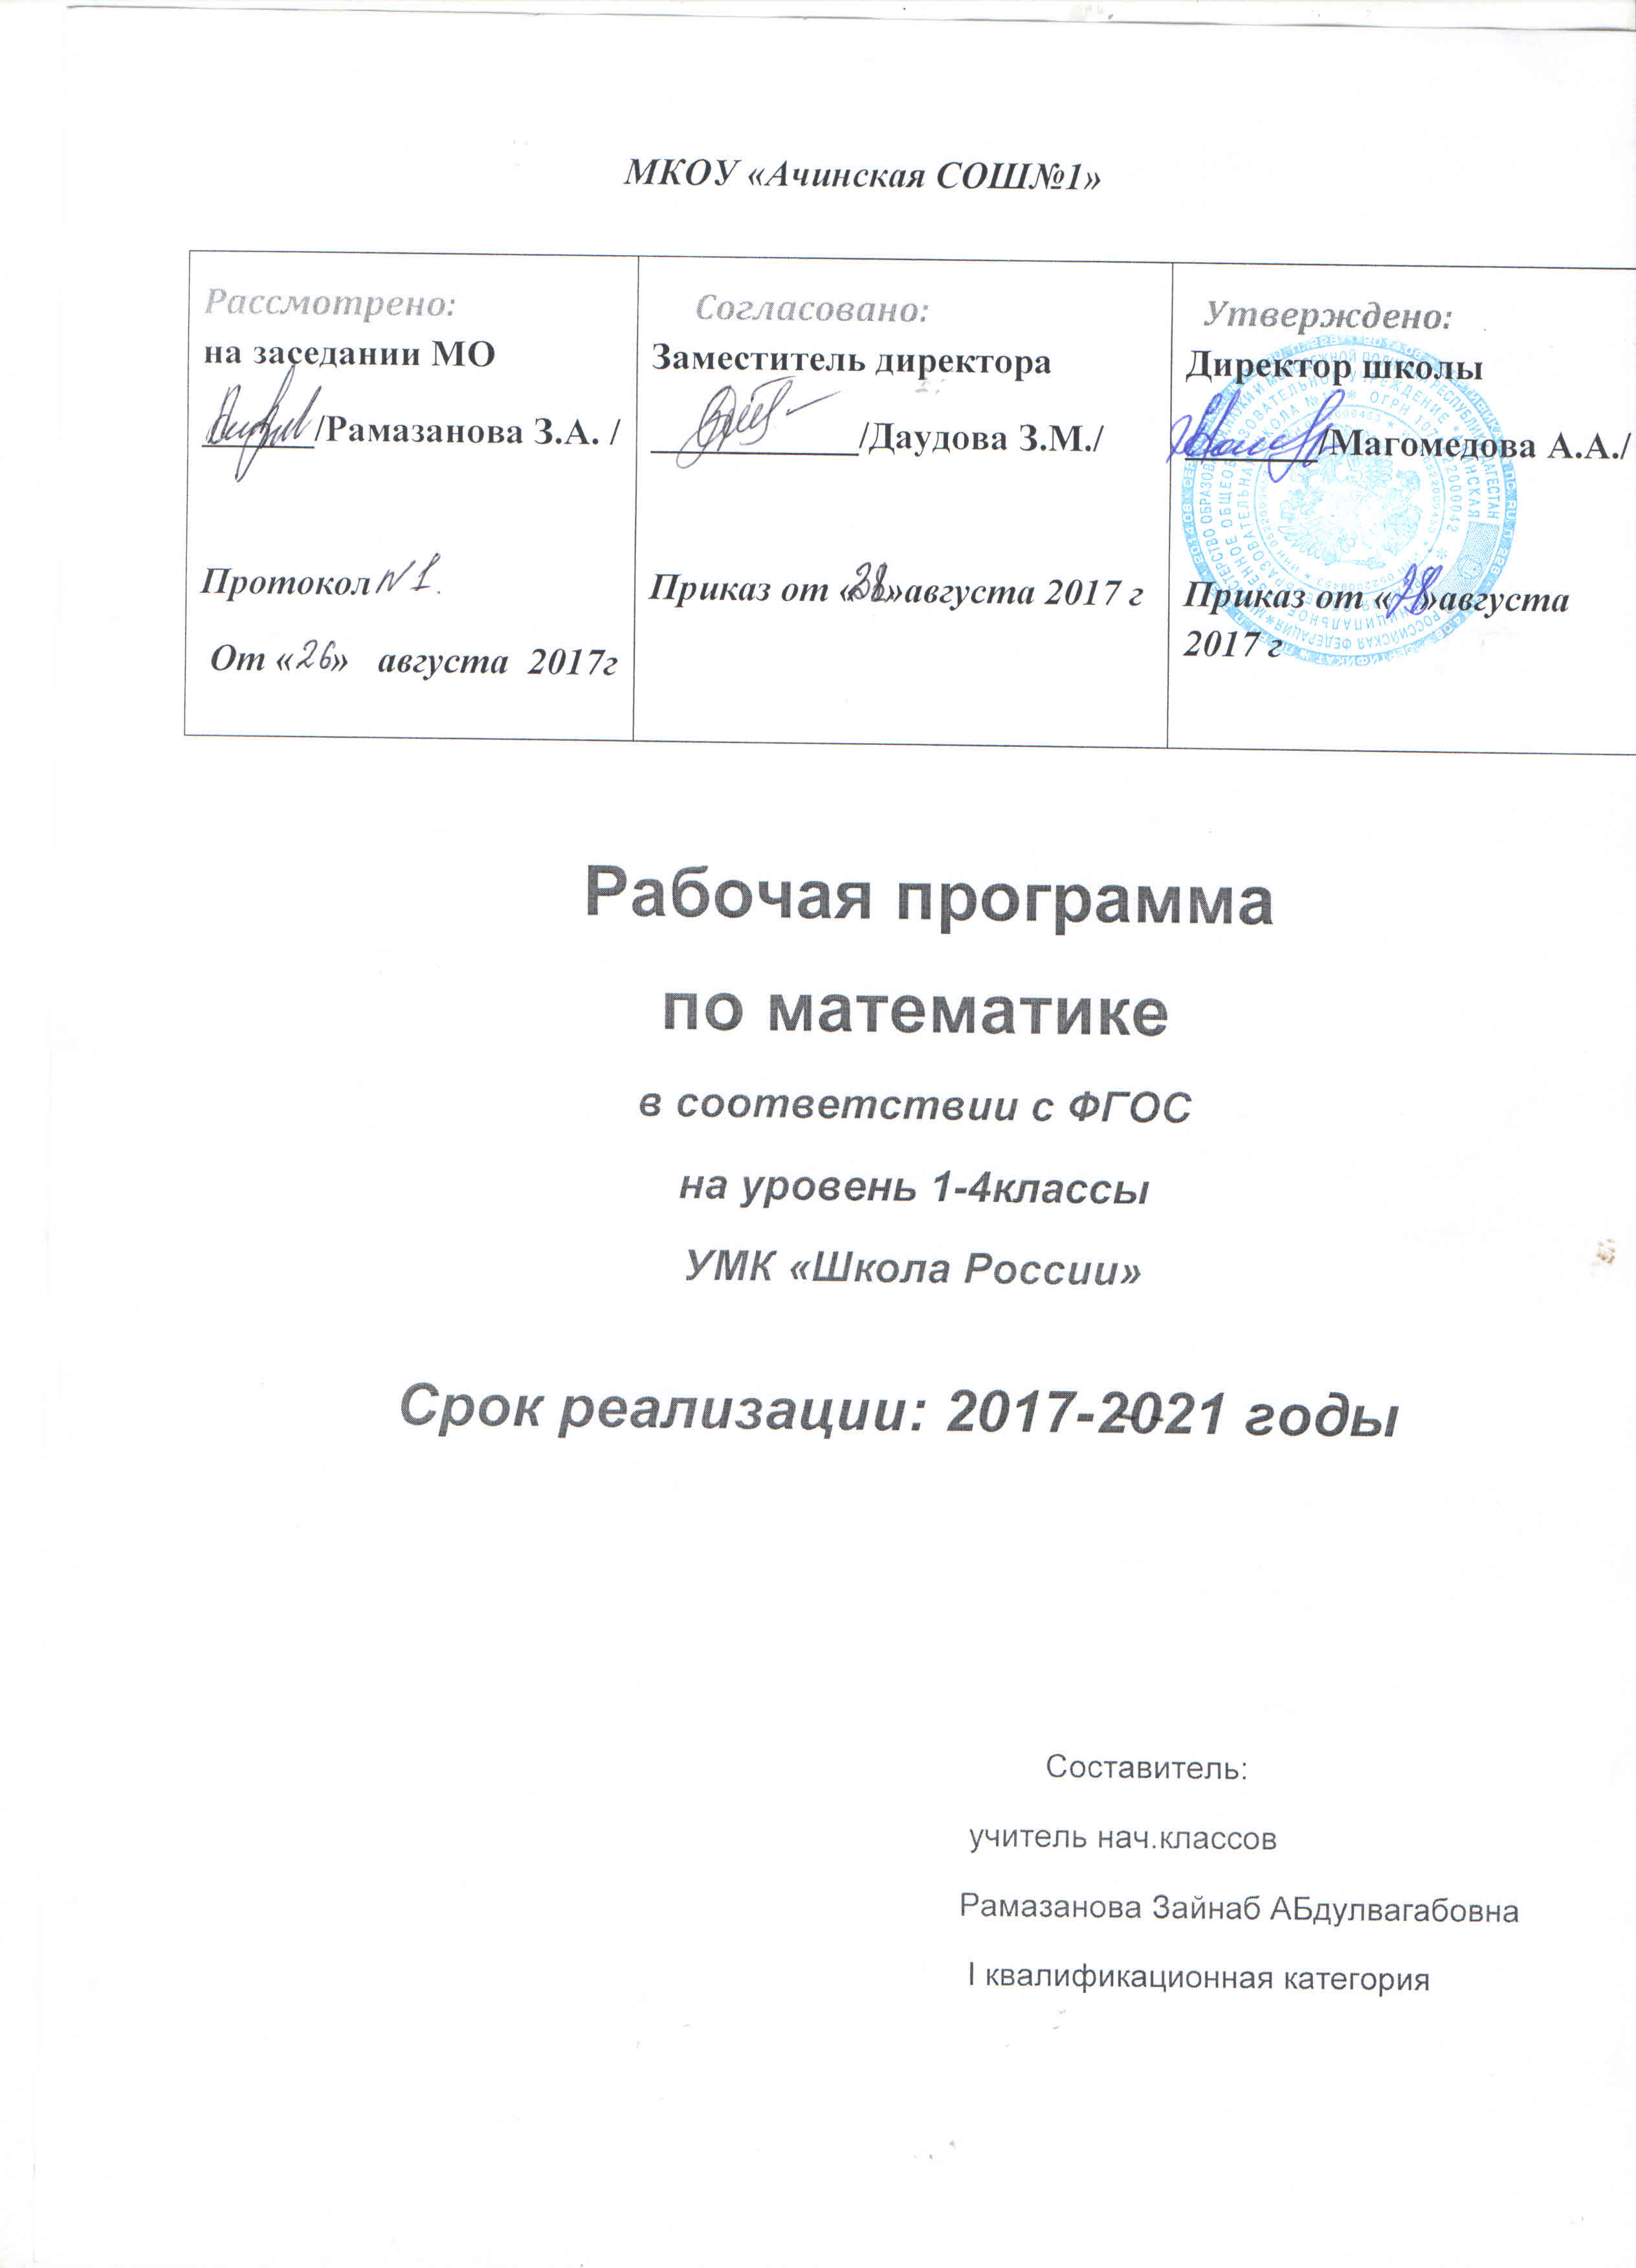 МКОУ «Ачинская СОШ№1»
Рассмотрено:
на заседании МО
/Рамазанова З.А. /
Протокол N 1.
От «26» августа 2017г
Согласовано:
Заместитель директора
/Даудова З.М./
Приказ от «28»августа 2017 г
Утверждено:
Директор школы
/Магомедова А.А./
Приказ от «28»августа
2017 г
Рабочая программа
по математике
в соответствии с ФГОС
на уровень 1-4классы
УМК «Школа России»
Срок реализации: 2017-2021 годы
Составитель:
учитель нач.классов
Рамазанова Зайнаб АБдулвагабовна
I квалификационная категория